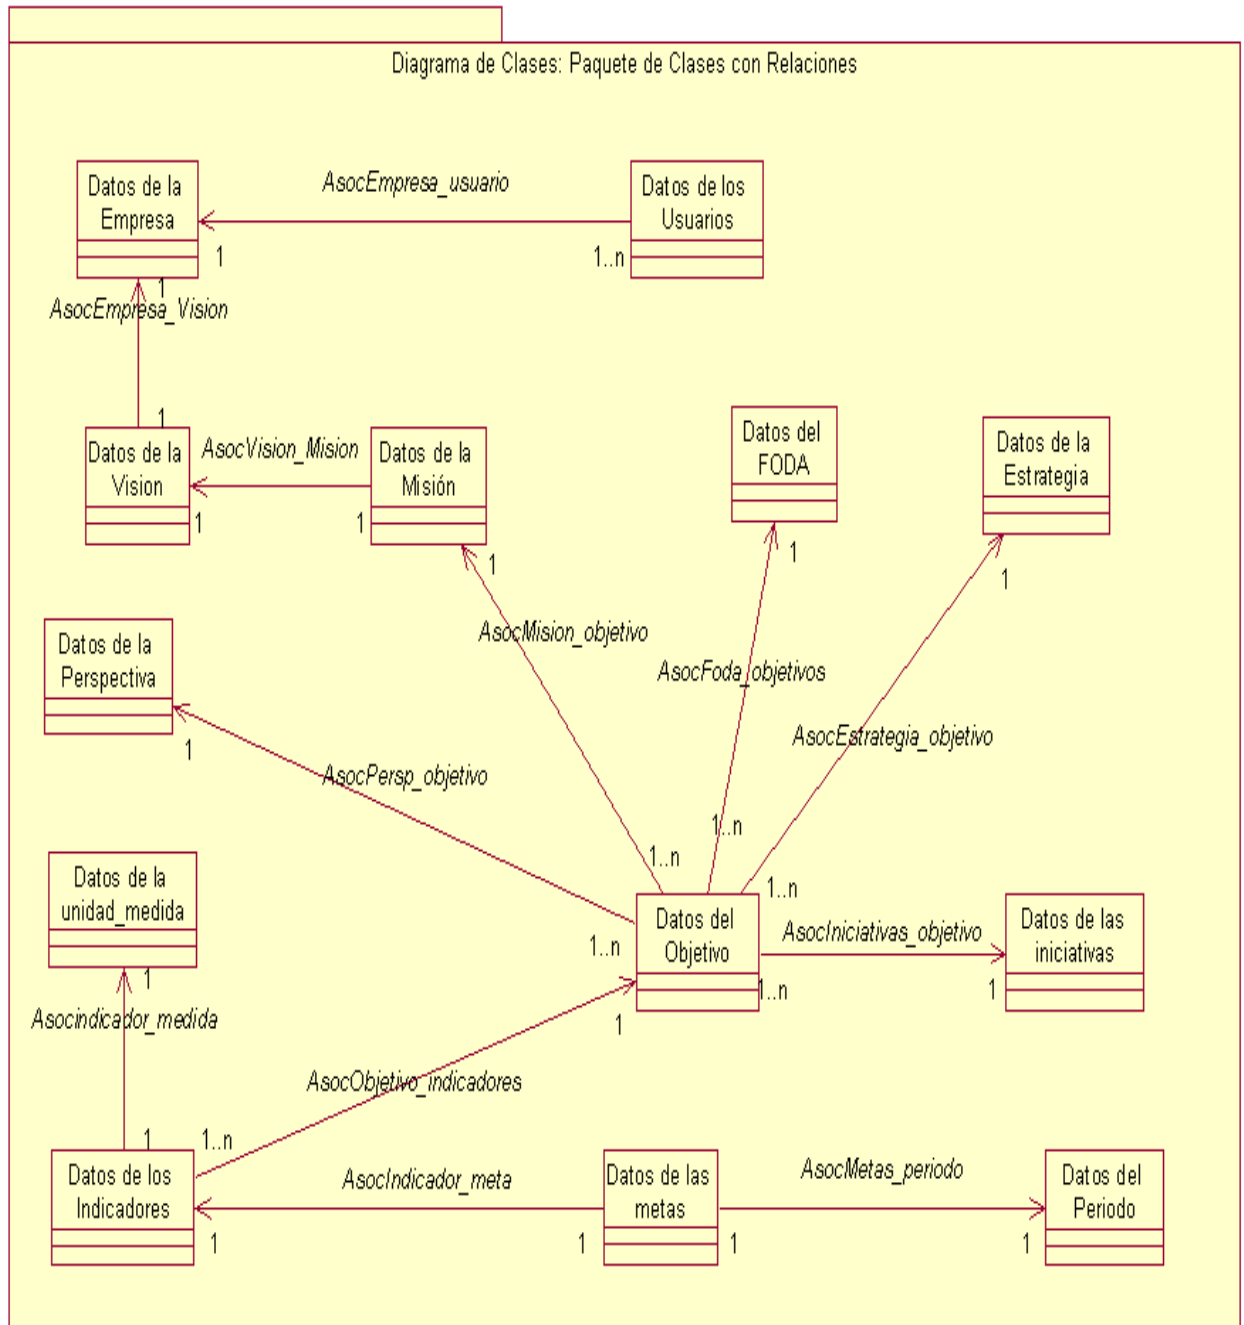 Diagrama de Clases: Paquete de Clases con Relaciones
Datos de la
Empresa
AsocEmpresa_usuario
Datos de los
Usuarios
1
1..n
1
AsocEmpresa_Vision
1
Datos de la
Vision
AsocVision_Mision
Datos de la
Misión
1
1
Datos del
FODA
Datos de la
Estrategia
1
1
1
Datos de la
Perspectiva
AsocMision_objetivo
AsocFoda_objetivos
AsocEstrategia_objetivo
1
AsocPersp_objetivo
1..n
1..n
1..n
Datos de la
unidad_medida
Datos del
Objetivo
1..n
AsocIniciativas_objetivo
Datos de las
iniciativas
1
1..n
1
Asocindicador_medida
1
AsocObjetivo_indicadores
1
1..n
Datos de los
Indicadores
AsocIndicador_meta
Datos de las
metas
AsocMetas_periodo
Datos del
Periodo
1
1
1
1